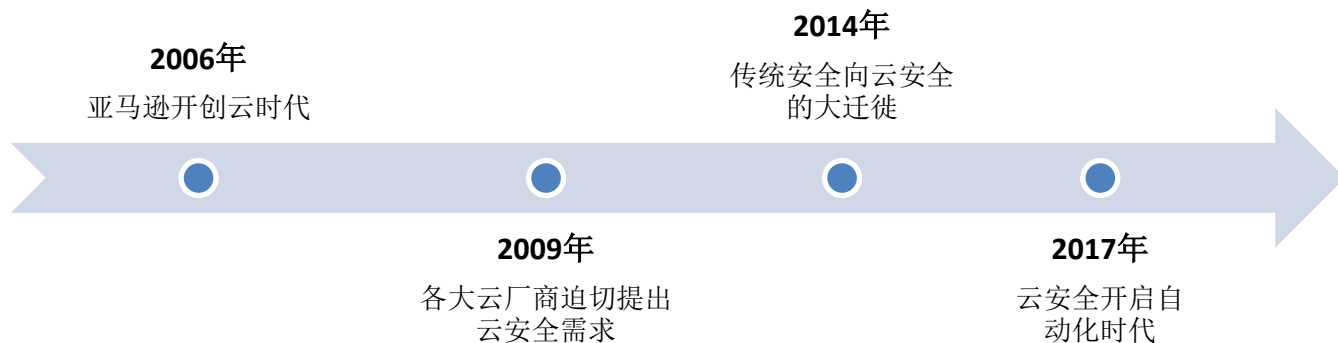 2006年
亚马逊开创云时代
2009年
各大云厂商迫切提出
云安全需求
2014年
传统安全向云安全
的大迁徙
2017年
云安全开启自
动化时代